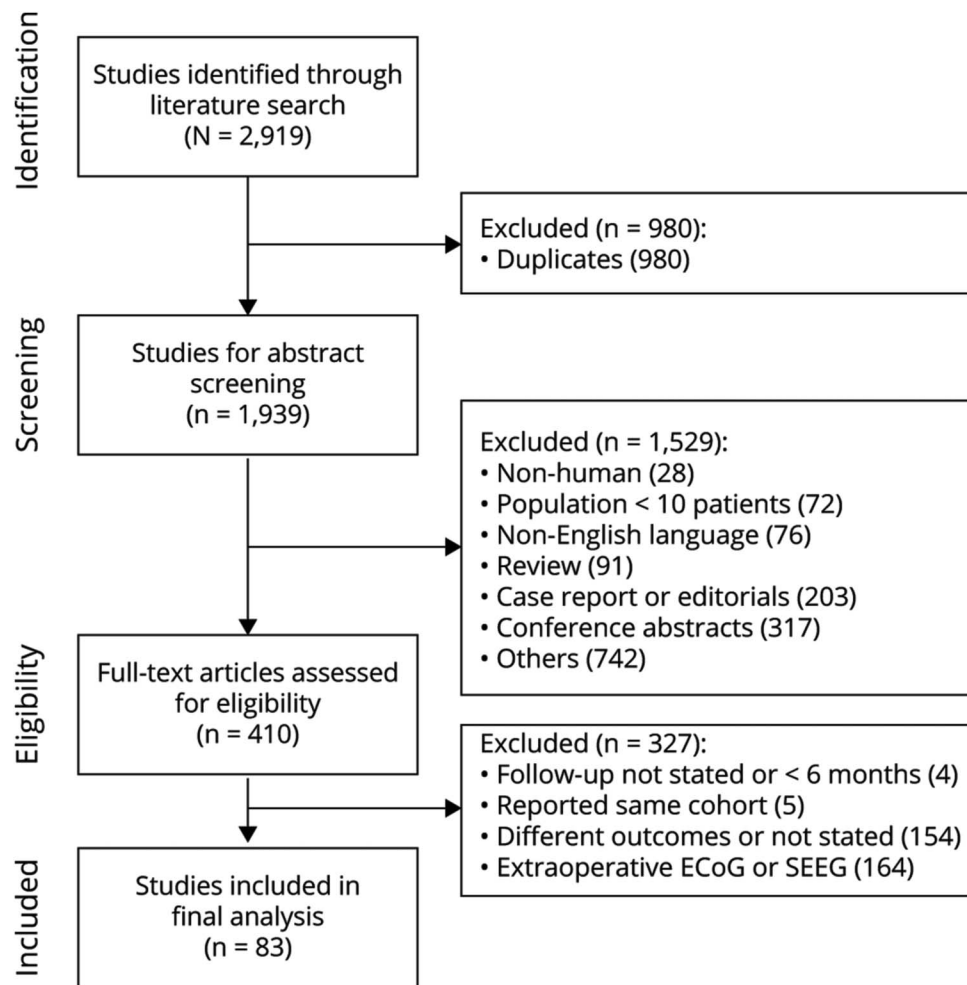 Identification
Studies identified through
literature search
(N = 2,919)
Excluded (n = 980):
• Duplicates (980)
Screening
Studies for abstract
screening
(n = 1,939)
Excluded (n = 1,529):
• Non-human (28)
• Population < 10 patients (72)
• Non-English language (76)
• Review (91)
• Case report or editorials (203)
• Conference abstracts (317)
• Others (742)
Eligibility
Full-text articles assessed
for eligibility
(n = 410)
Excluded (n = 327):
• Follow-up not stated or < 6 months (4)
• Reported same cohort (5)
• Different outcomes or not stated (154)
• Extraoperative ECoG or SEEG (164)
Included
Studies included in
final analysis
(n = 83)